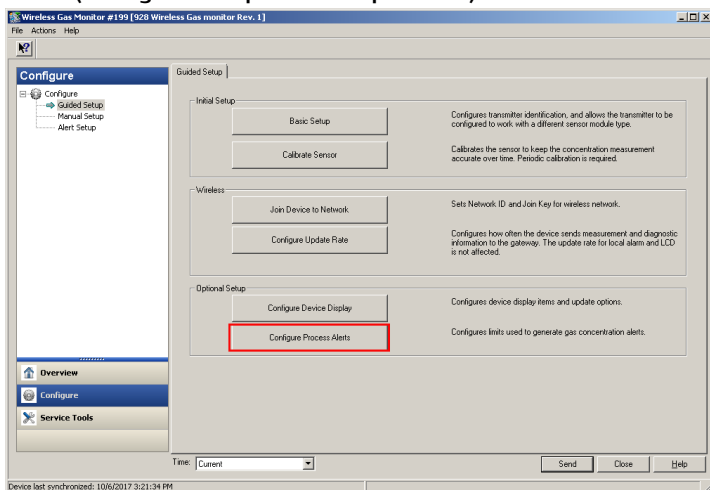 Wireless Gas Monitor #199 [928 Wireless Gas monitor Rev. 1]
File Actions Help
Configure
Configure
Guided Setup
Manual Setup
Alert Setup
Overview
Configure
Service Tools
Guided Setup
Initial Setup
Basic Setup
Configures transmitter identification, and allows the transmitter to be
configured to work with a different sensor module type.
Calibrate Sensor
Calibrates the sensor to keep the concentration measurement
accurate over time. Periodic calibration is required.
Wireless
Join Device to Network
Sets Network ID and Join Key for wireless network.
Configure Update Rate
Configures how often the device sends measurement and diagnostic
information to the gateway. The update rate for local alarm and LCD
is not affected.
Optional Setup
Configure Device Display
Configures device display items and update options.
Configure Process Alerts
Configures limits used to generate gas concentration alerts.
Time: Current
Send Close Help
Device last synchronized: 10/6/2017 3:21:34 PM